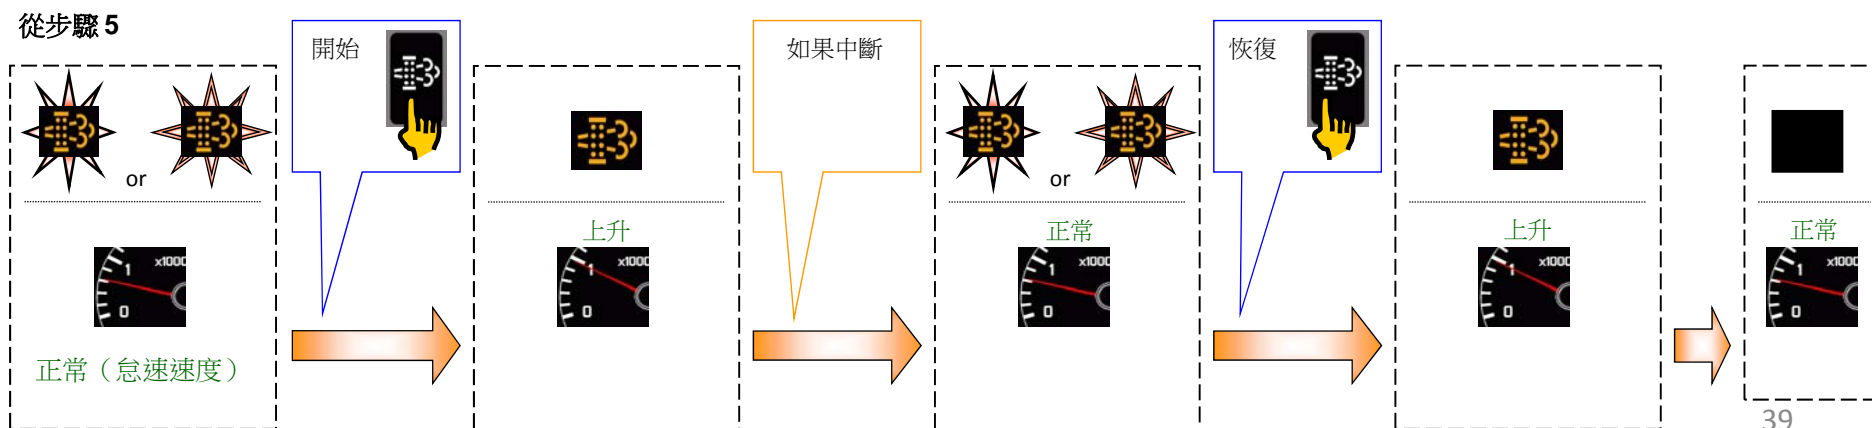 從步驟 5
開始
如果中斷
恢復
or
or
上升
正常
上升
正常
1 x1000
0
1 x1000
0
1 x1000
0
1 x1000
0
1 x1000
0
正常（怠速速度）
39